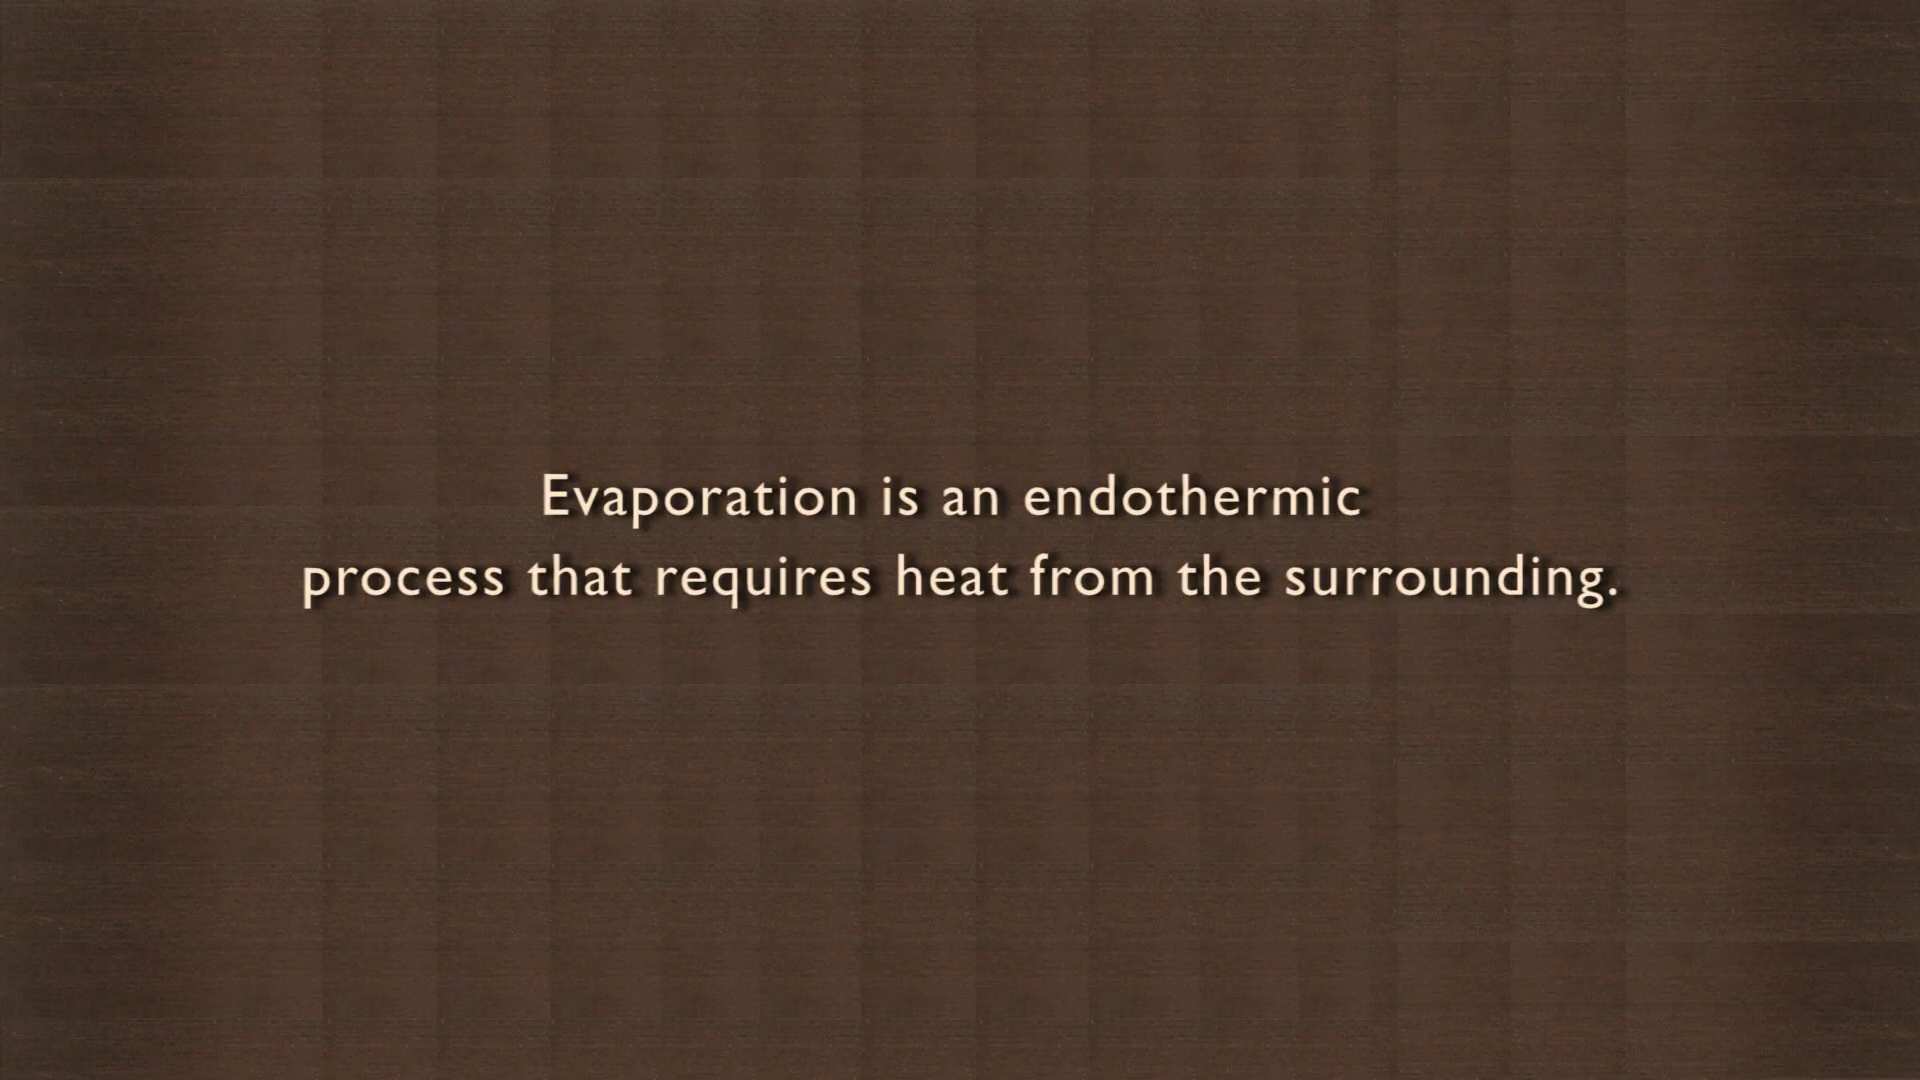 Evaporation is an endothermic
process that requires heat from the surrounding.